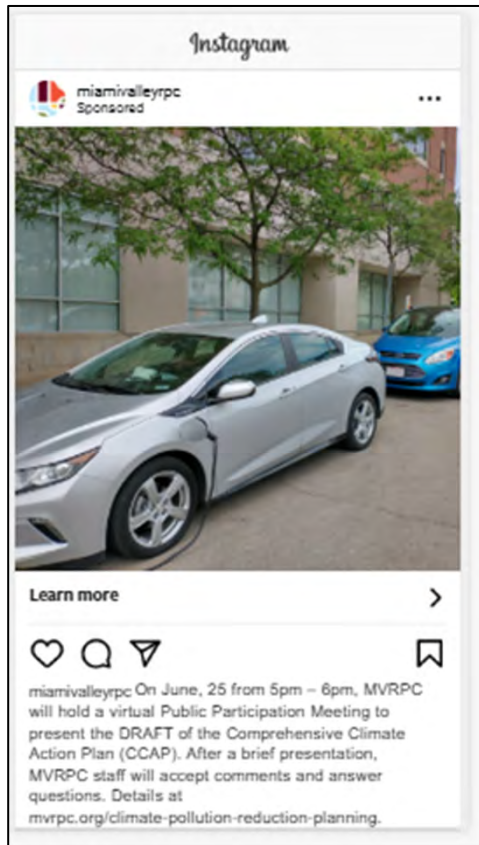 Instagram
miamivalleyrpc
Sponsored
Learn more
miamivalleyrpc On June, 25 from 5pm – 6pm, MVRPC
will hold a virtual Public Participation Meeting to
present the DRAFT of the Comprehensive Climate
Action Plan (CCAP). After a brief presentation,
MVRPC staff will accept comments and answer
questions. Details at
mvrpc.org/climate-pollution-reduction-planning.